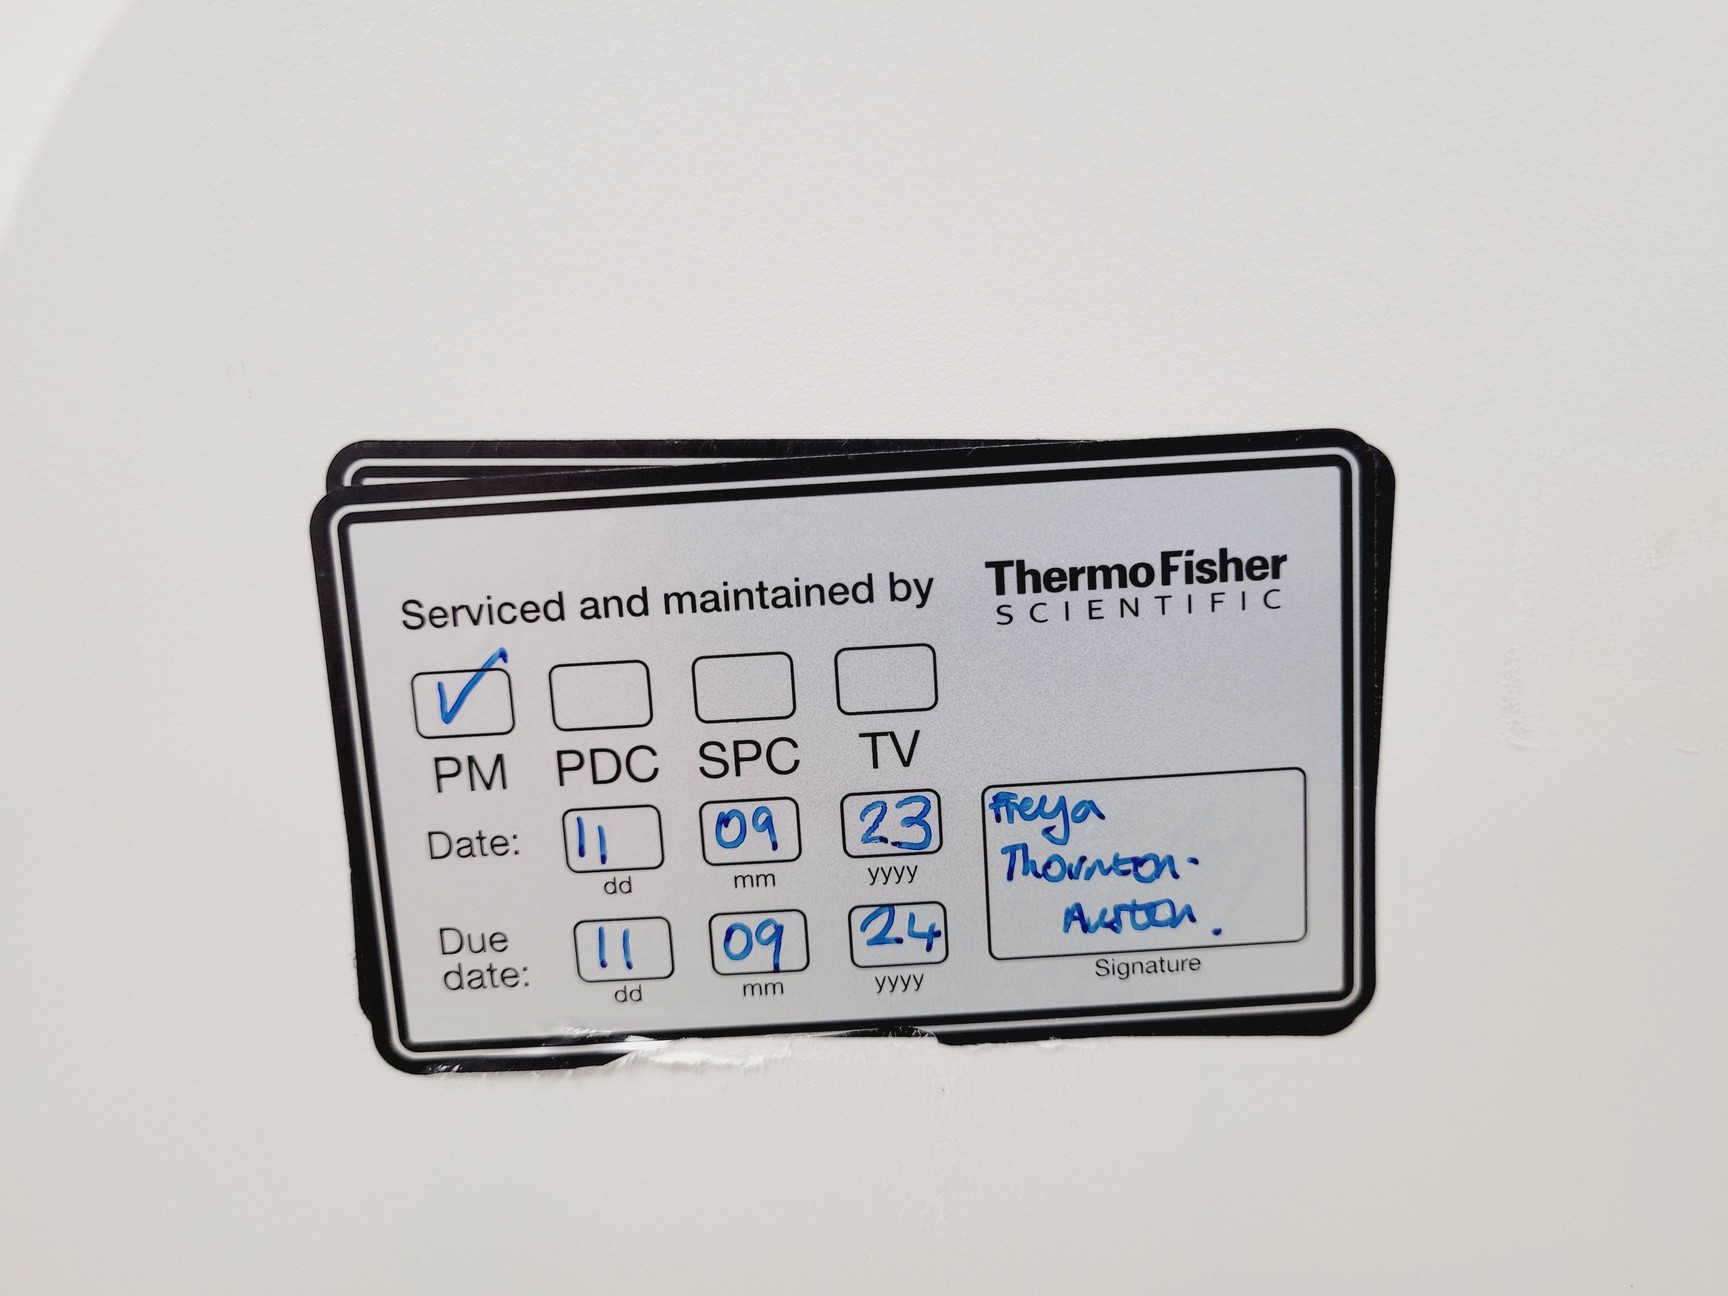 Serviced and maintained by
ThermoFisher
SCIENTIFIC
✓
PM PDC SPC TV
Date: 11 09 23
dd mm yyyy
Due
date: 11 09 24
dd mm yyyy
Freya
Thornton-
Austen.
Signature